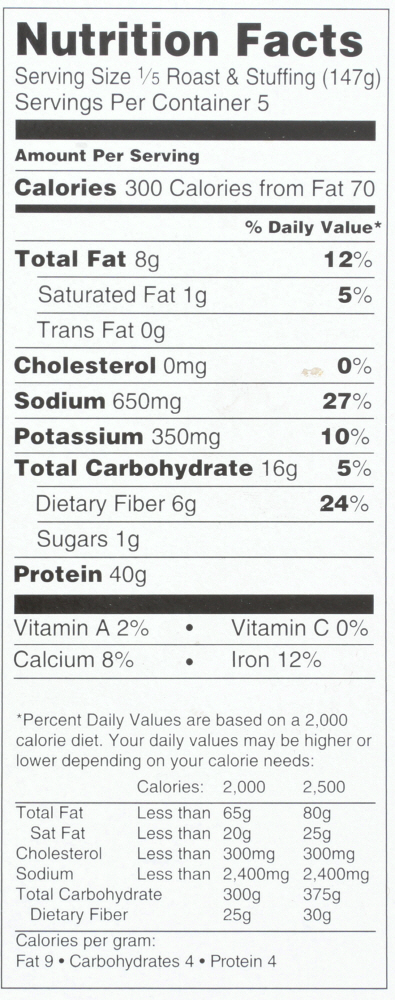 Nutrition Facts
Serving Size 1/5 Roast & Stuffing (147g)
Servings Per Container 5
Amount Per Serving
Calories 300 Calories from Fat 70
% Daily Value*
Total Fat 8g 12%
Saturated Fat 1g 5%
Trans Fat 0g
Cholesterol 0mg 0%
Sodium 650mg 27%
Potassium 350mg 10%
Total Carbohydrate 16g 5%
Dietary Fiber 6g 24%
Sugars 1g
Protein 40g
Vitamin A 2% • Vitamin C 0%
Calcium 8% • Iron 12%
*Percent Daily Values are based on a 2,000
calorie diet. Your daily values may be higher or
lower depending on your calorie needs:
Calories: 2,000 2,500
Total Fat Less than 65g 80g
Sat Fat Less than 20g 25g
Cholesterol Less than 300mg 300mg
Sodium Less than 2,400mg 2,400mg
Total Carbohydrate 300g 375g
Dietary Fiber 25g 30g
Calories per gram:
Fat 9 • Carbohydrates 4 • Protein 4